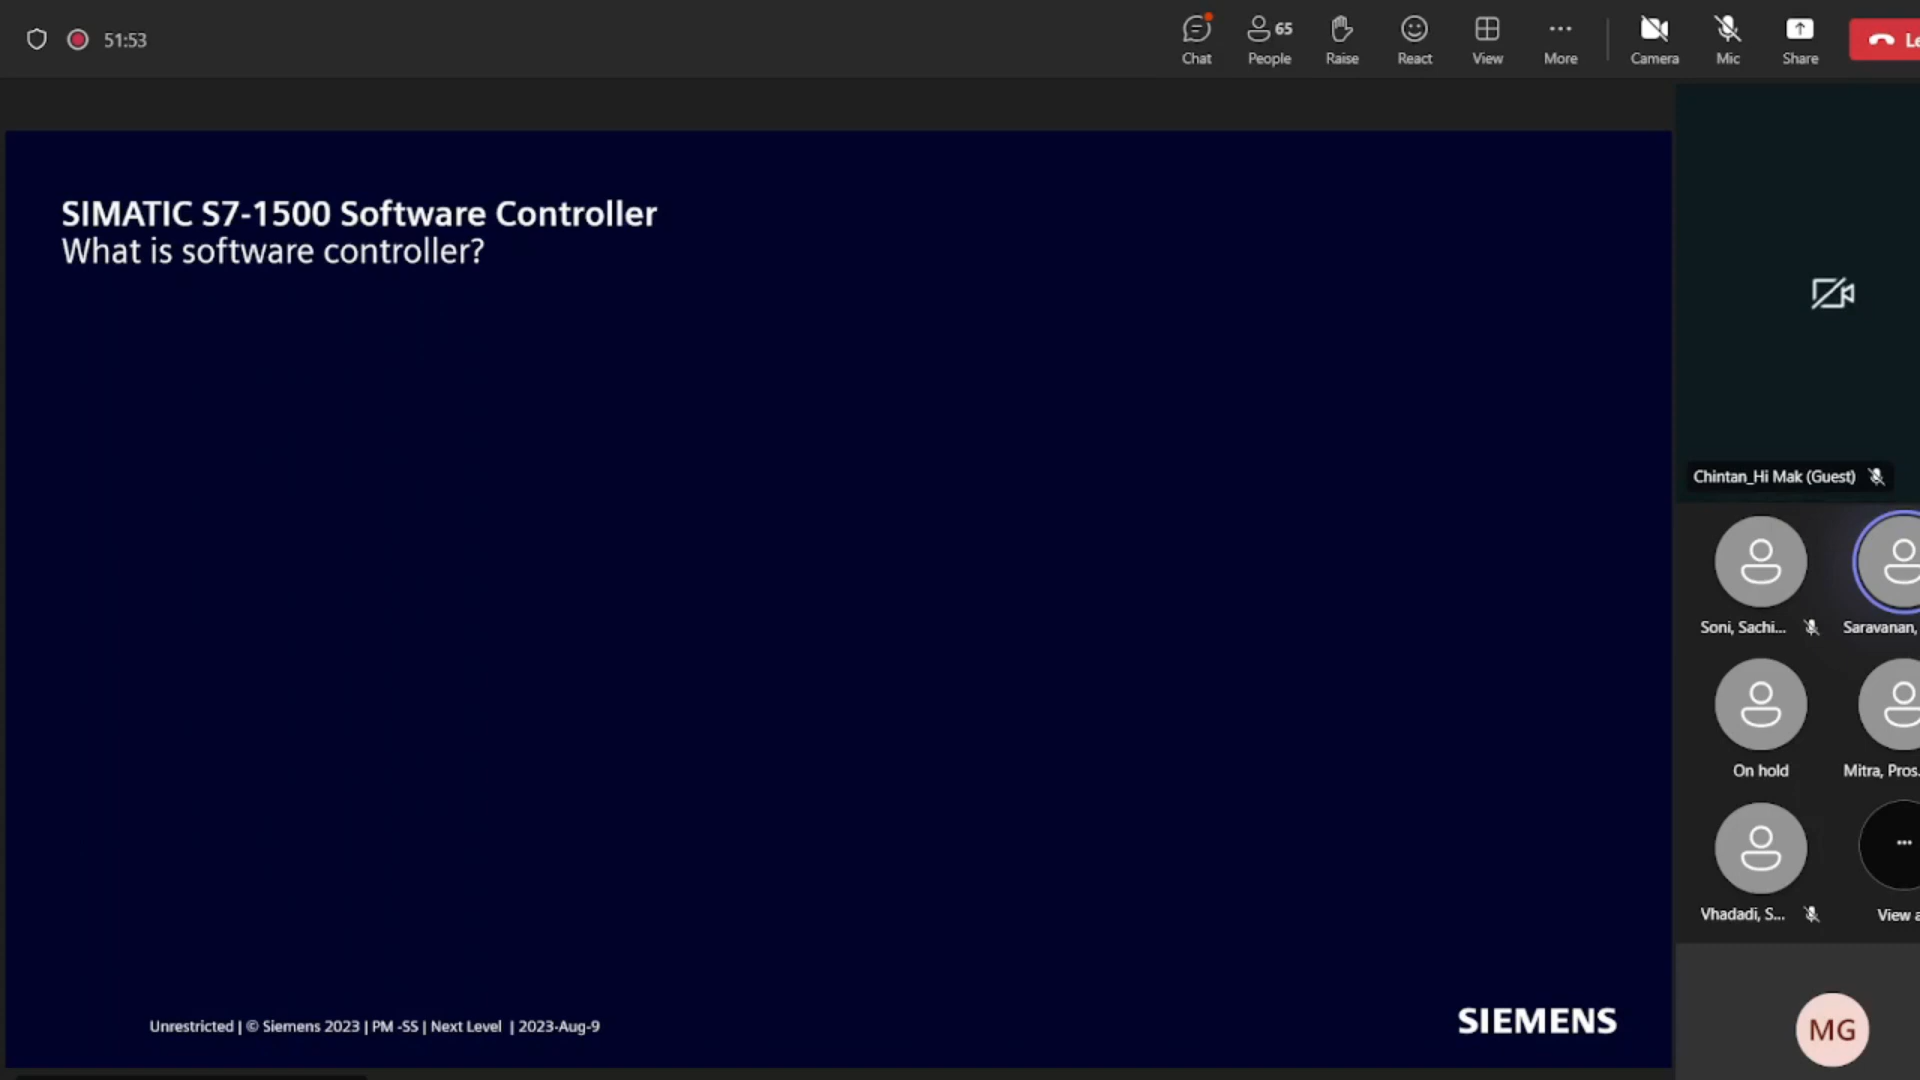 51:53
Chat
65
People
Raise
React
View
More
Camera
Mic
Share
SIMATIC S7-1500 Software Controller
What is software controller?
Chintan_Hi Mak (Guest)
Soni, Sachi...
Saravanan,
On hold
Mitra, Pros.
Vhadadi, S...
View
Unrestricted | © Siemens 2023 | PM -SS | Next Level | 2023-Aug-9
SIEMENS
MG